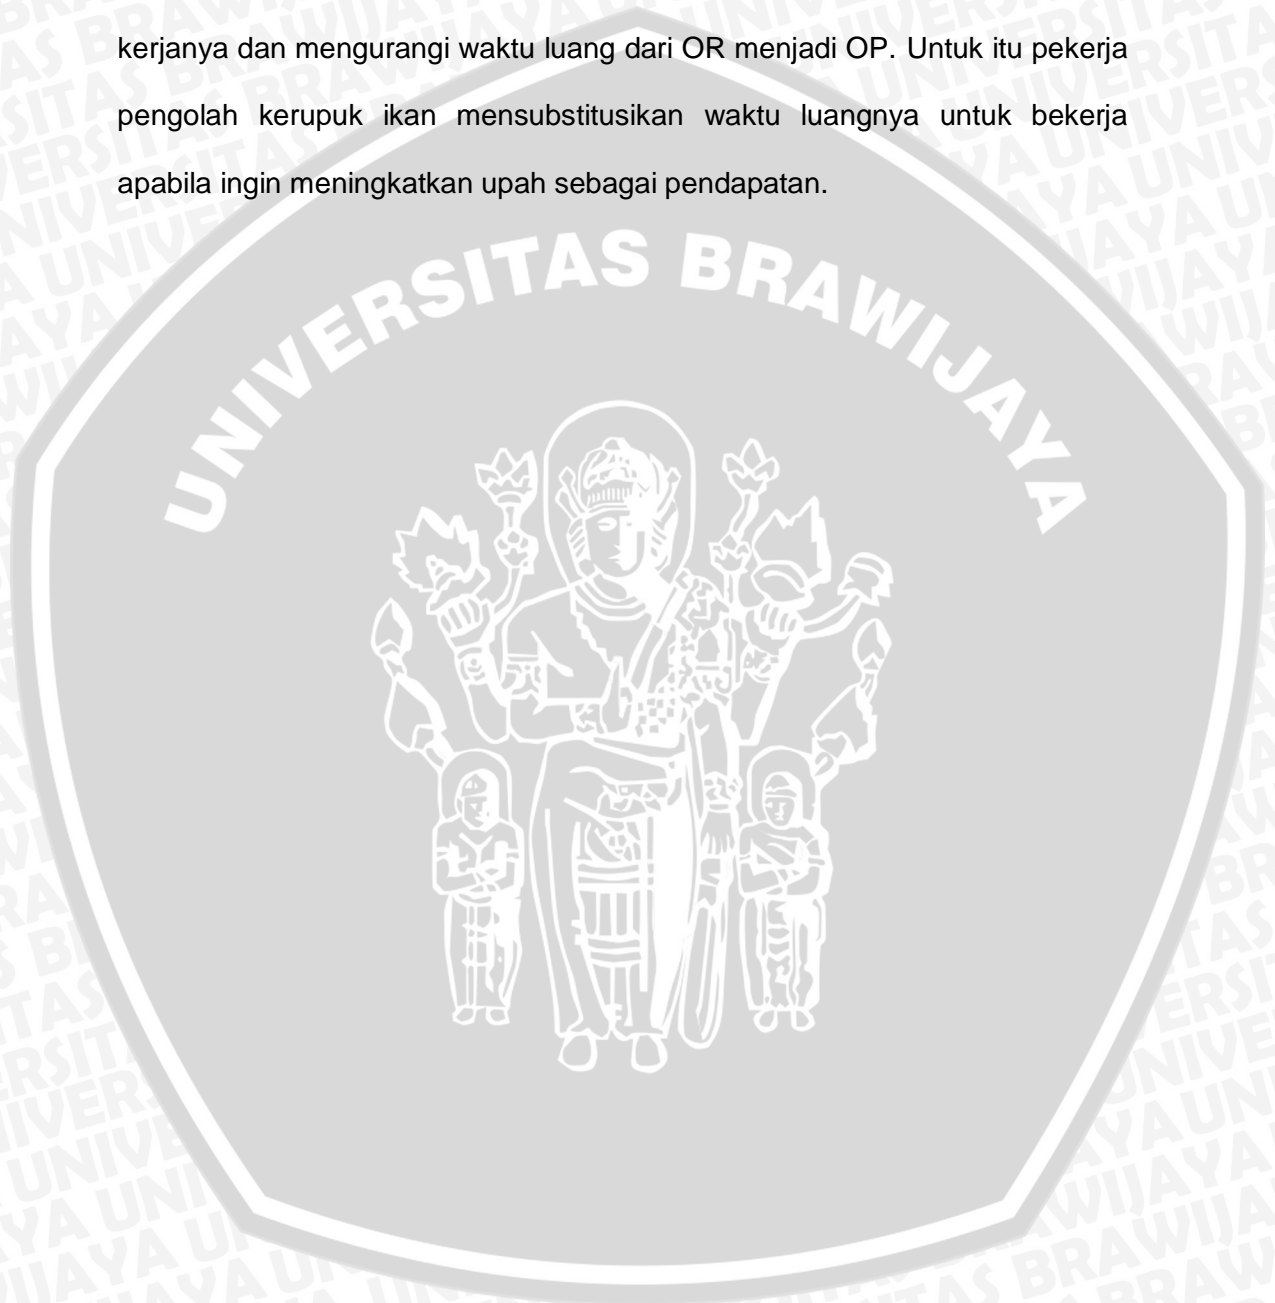 kerjanya dan mengurangi waktu luang dari OR menjadi OP. Untuk itu pekerja
pengolah kerupuk ikan mensubstitusikan waktu luangnya untuk bekerja
apabila ingin meningkatkan upah sebagai pendapatan.
UNIVERSITAS BRAWIJAYA